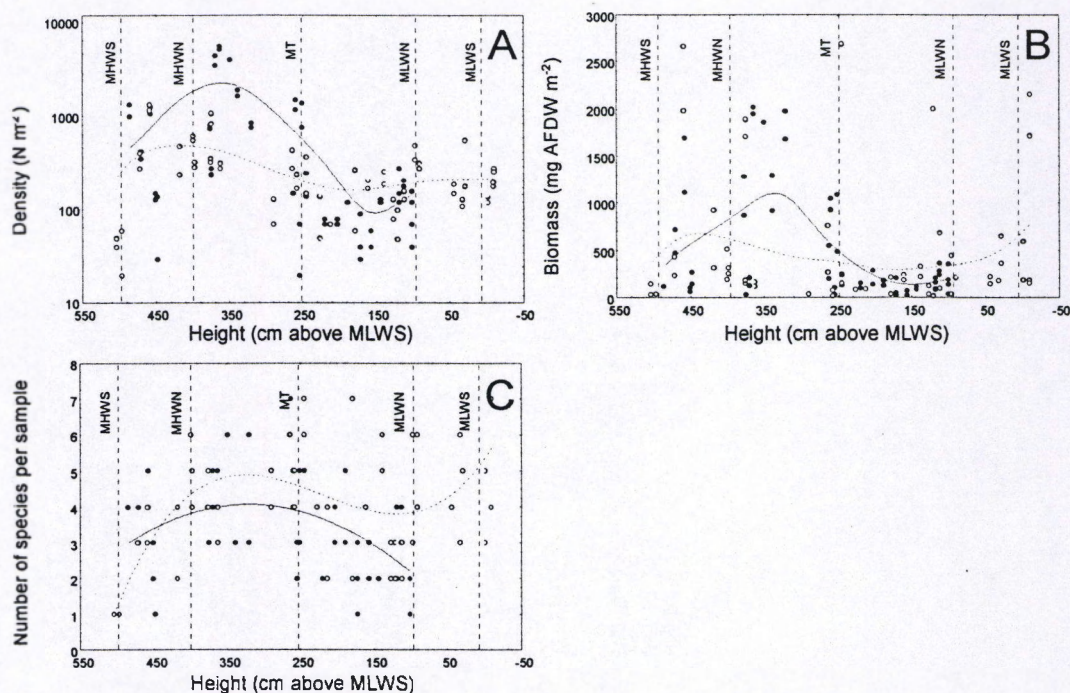 A
Density (N m⁻²)
10000
1000
100
10
MHWS
MHWN
MT
MLWN
MLWS
550 450 350 250 150 50 -50
Height (cm above MLWS)
B
Biomass (mg AFDW m⁻²)
3000
2500
2000
1500
1000
500
0
MHWS
MHWN
MT
MLWN
MLWS
550 450 350 250 150 50 -50
Height (cm above MLWS)
C
Number of species per sample
8
7
6
5
4
3
2
1
0
MHWS
MHWN
MT
MLWN
MLWS
550 450 350 250 150 50 -50
Height (cm above MLWS)